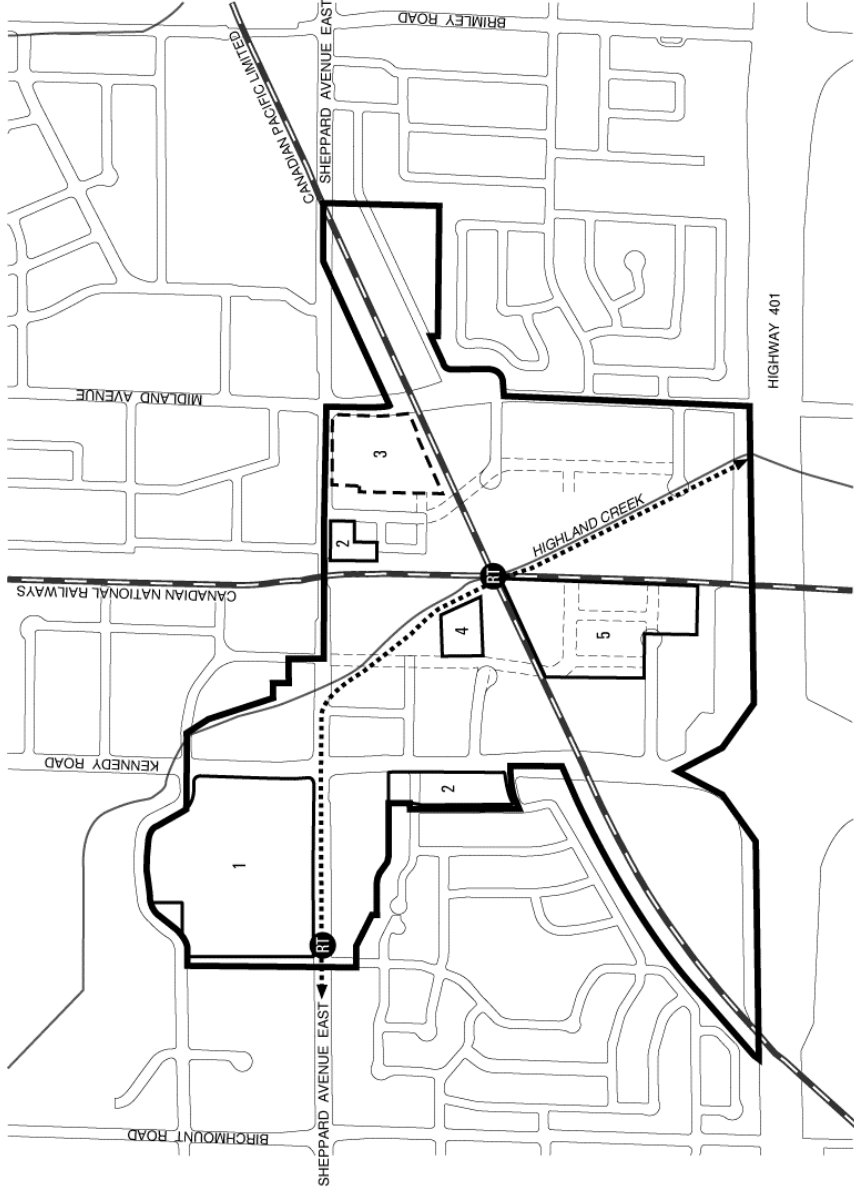 BRIMLEY ROAD
SHEPPARD AVENUE EAST
CANADIAN PACIFIC LIMITED
MIDLAND AVENUE
HIGHWAY 401
3
2
HIGHLAND CREEK
RT
CANADIAN NATIONAL RAILWAYS
4
5
KENNEDY ROAD
2
1
RT
SHEPPARD AVENUE EAST
BIRCHMOUNT ROAD